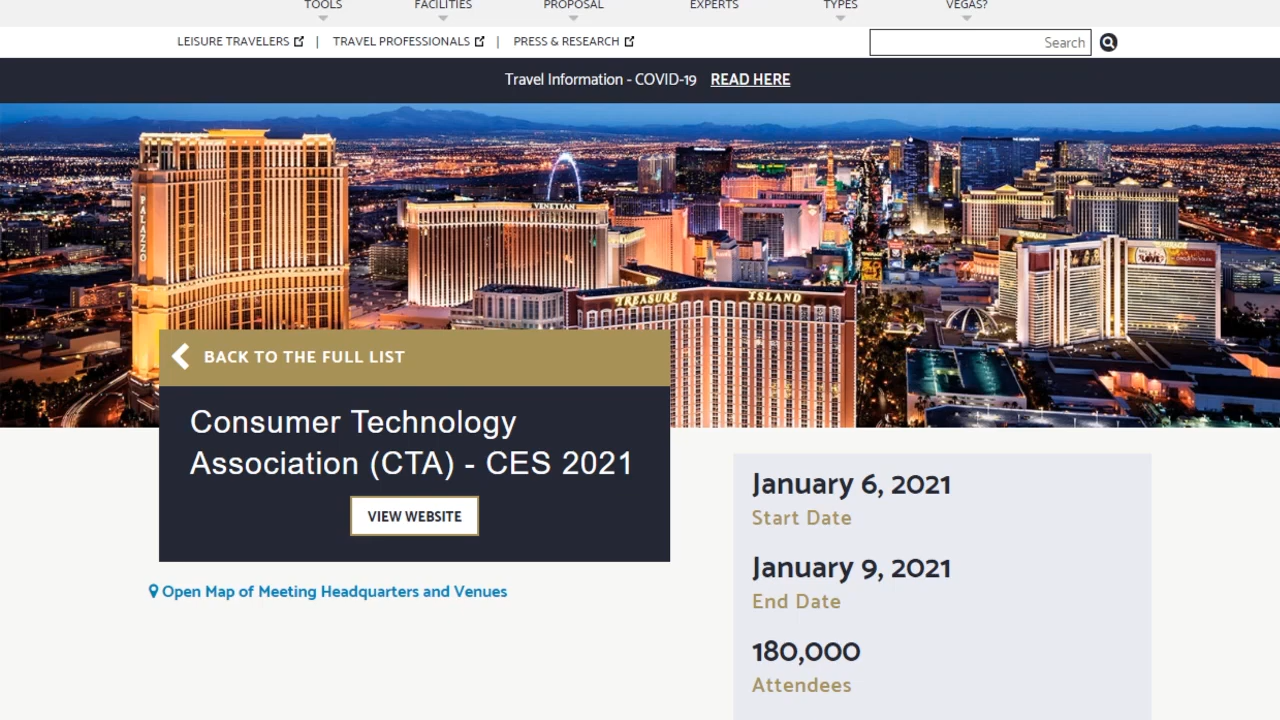 TOOLS FACILITIES PROPOSAL EXPERTS TYPES VEGAS?
LEISURE TRAVELERS | TRAVEL PROFESSIONALS | PRESS & RESEARCH Search
Travel Information - COVID-19 READ HERE
PALAZZO
VENETIAN
TREASURE ISLAND
BACK TO THE FULL LIST
Consumer Technology
Association (CTA) - CES 2021
VIEW WEBSITE
Open Map of Meeting Headquarters and Venues
January 6, 2021
Start Date
January 9, 2021
End Date
180,000
Attendees